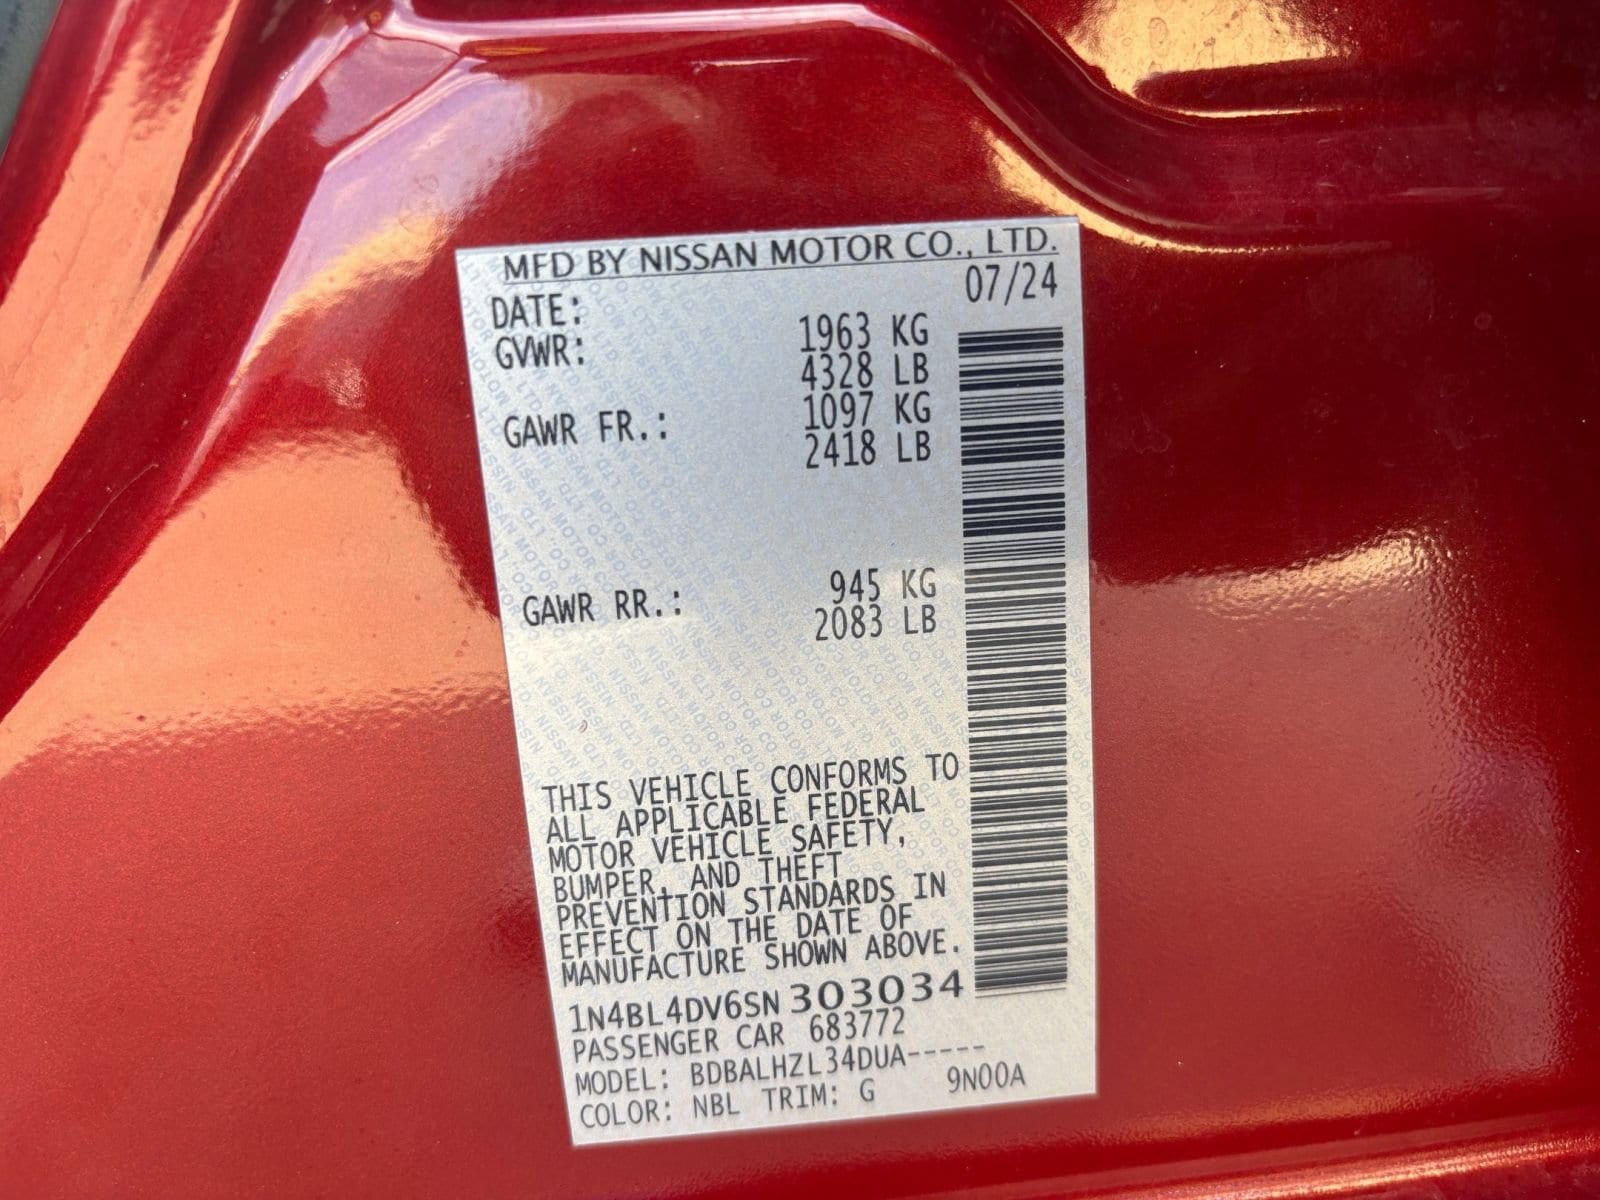 MFD BY NISSAN MOTOR CO., LTD.
DATE: 07/24
GVWR: 1963 KG
4328 LB
GAWR FR.: 1097 KG
2418 LB
GAWR RR.: 945 KG
2083 LB
THIS VEHICLE CONFORMS TO
ALL APPLICABLE FEDERAL
MOTOR VEHICLE SAFETY,
BUMPER, AND THEFT
PREVENTION STANDARDS IN
EFFECT ON THE DATE OF
MANUFACTURE SHOWN ABOVE.
1N4BL4DV6SN303034
PASSENGER CAR 683772
MODEL: BDBALHZL34DUA-----
COLOR: NBL TRIM: G 9N00A